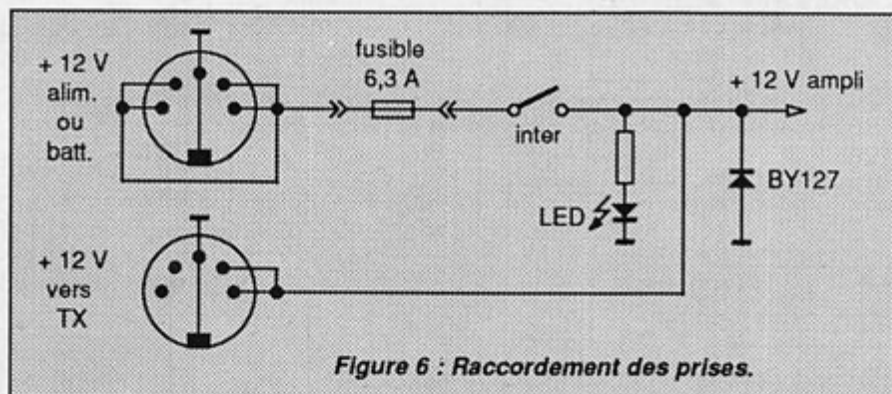 + 12 V
alim.
ou
batt.
fusible
6,3 A
inter
+ 12 V ampli
LED
BY127
+ 12 V
vers
TX
Figure 6 : Raccordement des prises.